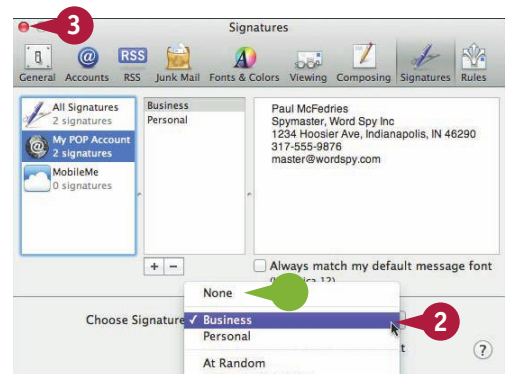 3
Signatures
RSS
General Accounts RSS Junk Mail Fonts & Colors Viewing Composing Signatures Rules
All Signatures
2 signatures
My POP Account
2 signatures
MobileMe
0 signatures
Business
Personal
Paul McFedries
Spymaster, Word Spy Inc
1234 Hoosier Ave, Indianapolis, IN 46290
317-555-9876
master@wordspy.com
+ −
Always match my default message font
12)
None
Choose Signature ✓ Business
2
Personal
At Random
?